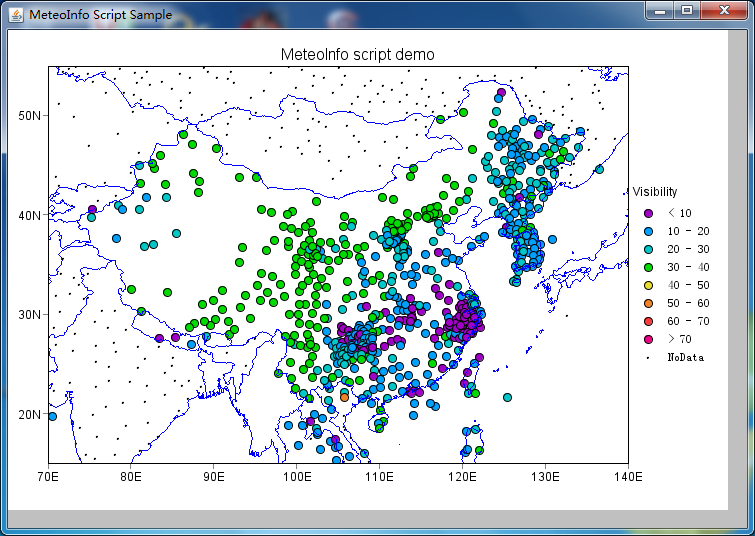 MeteoInfo Script Sample
MeteoInfo script demo
50N
40N
30N
20N
70E 80E 90E 100E 110E 120E 130E 140E
Visibility
< 10
10 - 20
20 - 30
30 - 40
40 - 50
50 - 60
60 - 70
> 70
NoData